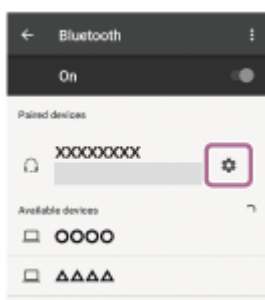 Bluetooth
On
Paired devices
XXXXXXXX
Available devices
OOOO
ΔΔΔΔ